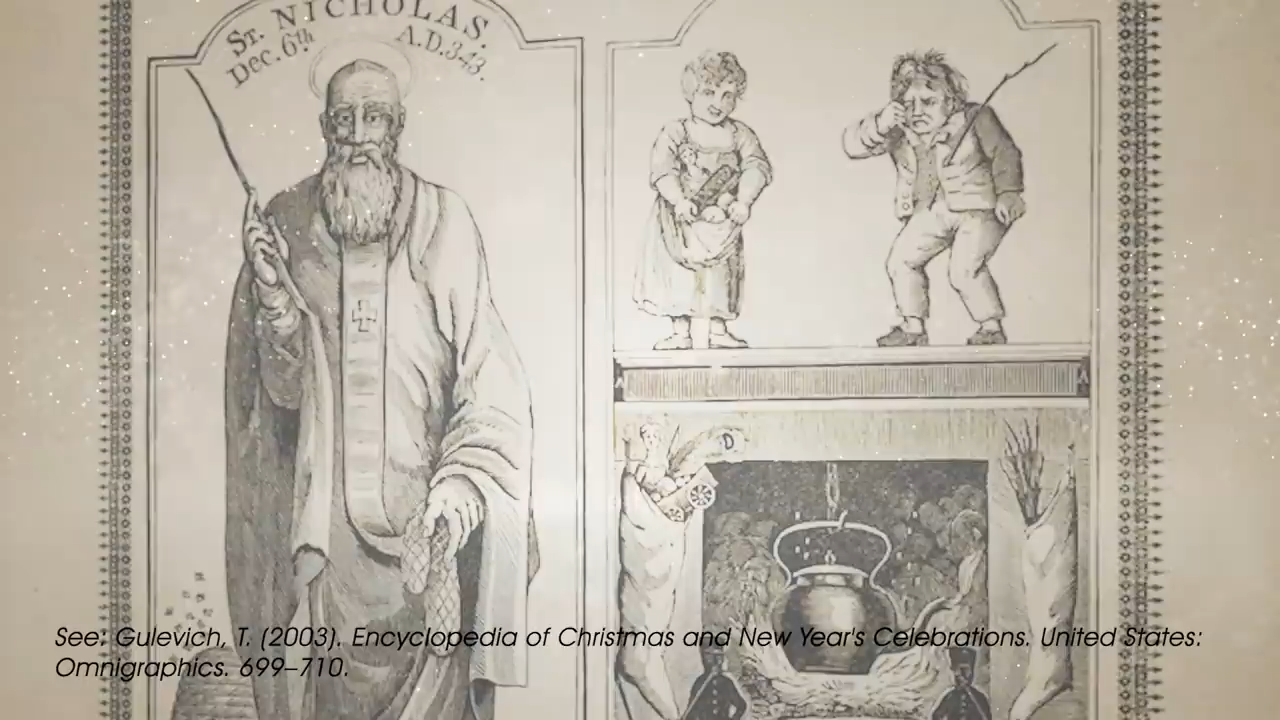 St. NICHOLAS.
Dec. 6th A.D. 343.
D
See: Gulevich, T. (2003). Encyclopedia of Christmas and New Year's Celebrations. United States:
Omnigraphics. 699–710.